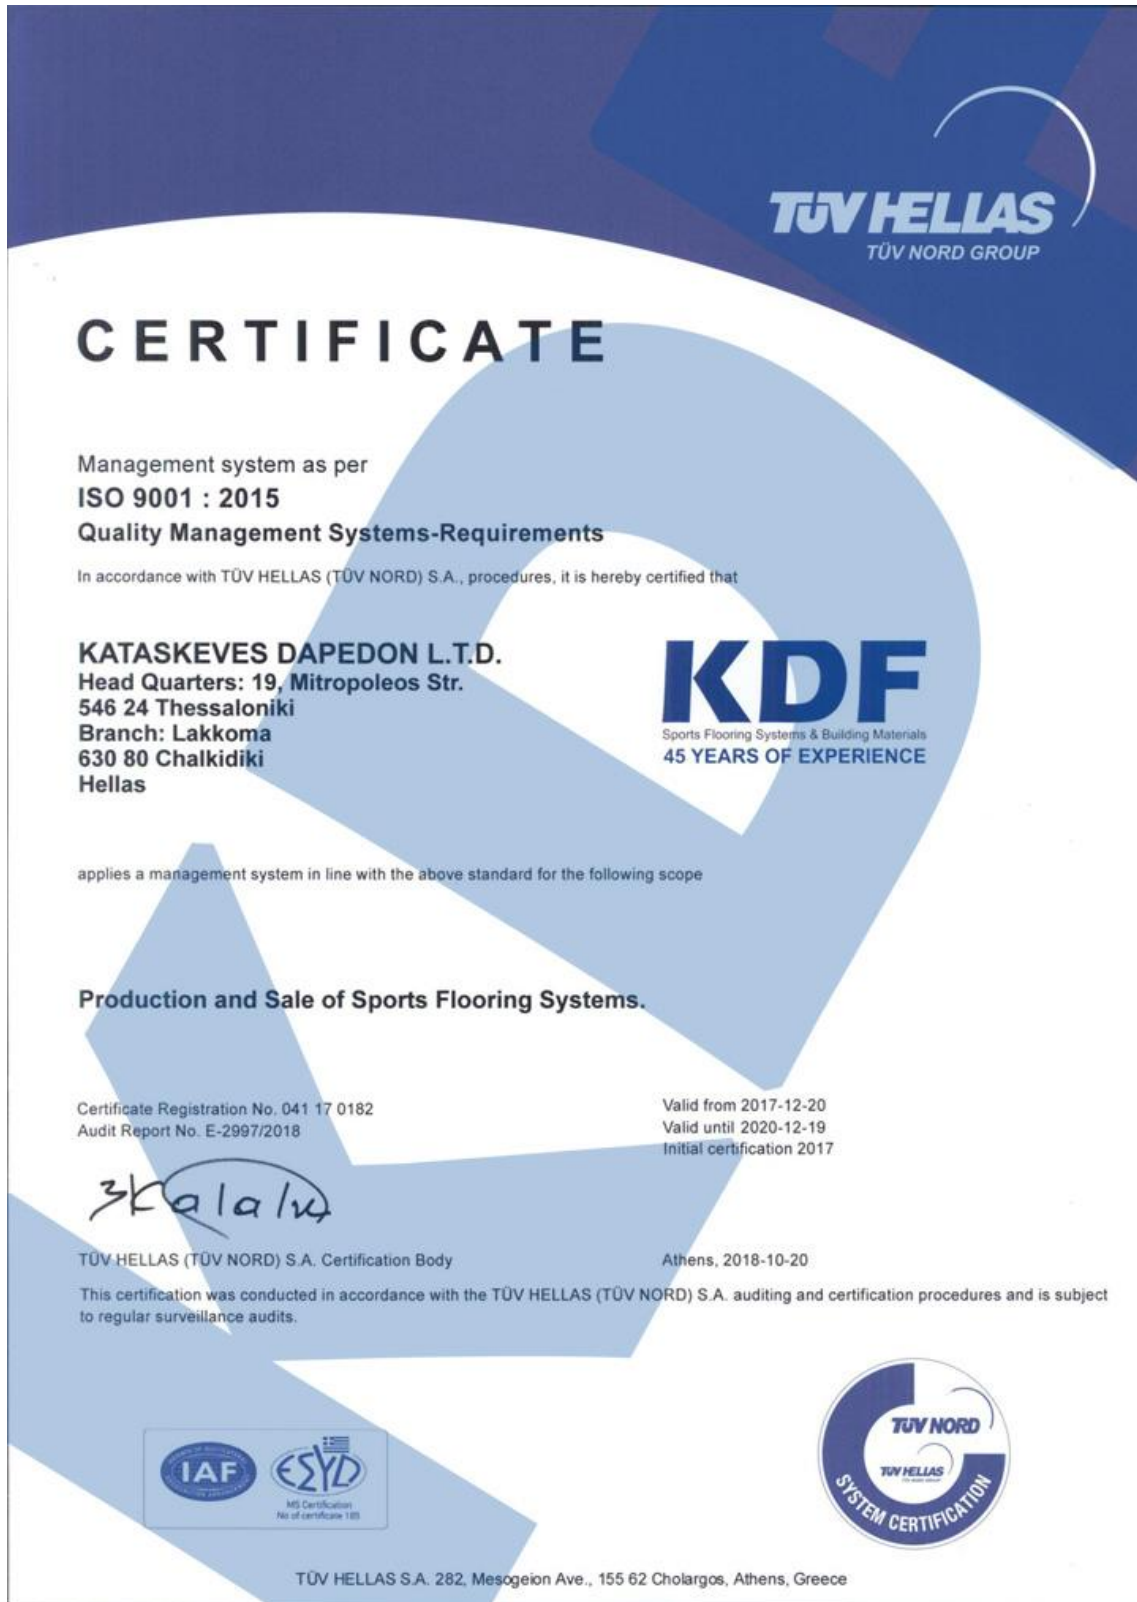 TÜV HELLAS
TÜV NORD GROUP
CERTIFICATE
Management system as per
ISO 9001 : 2015
Quality Management Systems-Requirements
In accordance with TÜV HELLAS (TÜV NORD) S.A., procedures, it is hereby certified that
KATASKEVES DAPEDON L.T.D.
Head Quarters: 19, Mitropoleos Str.
546 24 Thessaloniki
Branch: Lakkoma
630 80 Chalkidiki
Hellas
KDF
Sports Flooring Systems & Building Materials
45 YEARS OF EXPERIENCE
applies a management system in line with the above standard for the following scope
Production and Sale of Sports Flooring Systems.
Certificate Registration No. 041 17 0182
Audit Report No. E-2997/2018
Valid from 2017-12-20
Valid until 2020-12-19
Initial certification 2017
TÜV HELLAS (TÜV NORD) S.A. Certification Body
Athens, 2018-10-20
This certification was conducted in accordance with the TÜV HELLAS (TÜV NORD) S.A. auditing and certification procedures and is subject
to regular surveillance audits.
IAF
ESYD
MS Certification
No of certificate 185
TÜV NORD
TÜV HELLAS
SYSTEM CERTIFICATION
TÜV HELLAS S.A. 282, Mesogeion Ave., 155 62 Cholargos, Athens, Greece